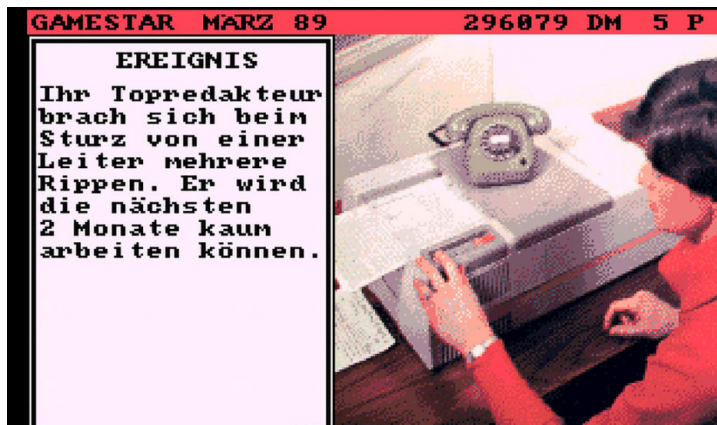 GAMESTAR MÄRZ 89 296079 DM 5 P
EREIGNIS
Ihr Topredakteur
brach sich beim
Sturz von einer
Leiter mehrere
Rippen. Er wird
die nächsten
2 Monate kaum
arbeiten können.